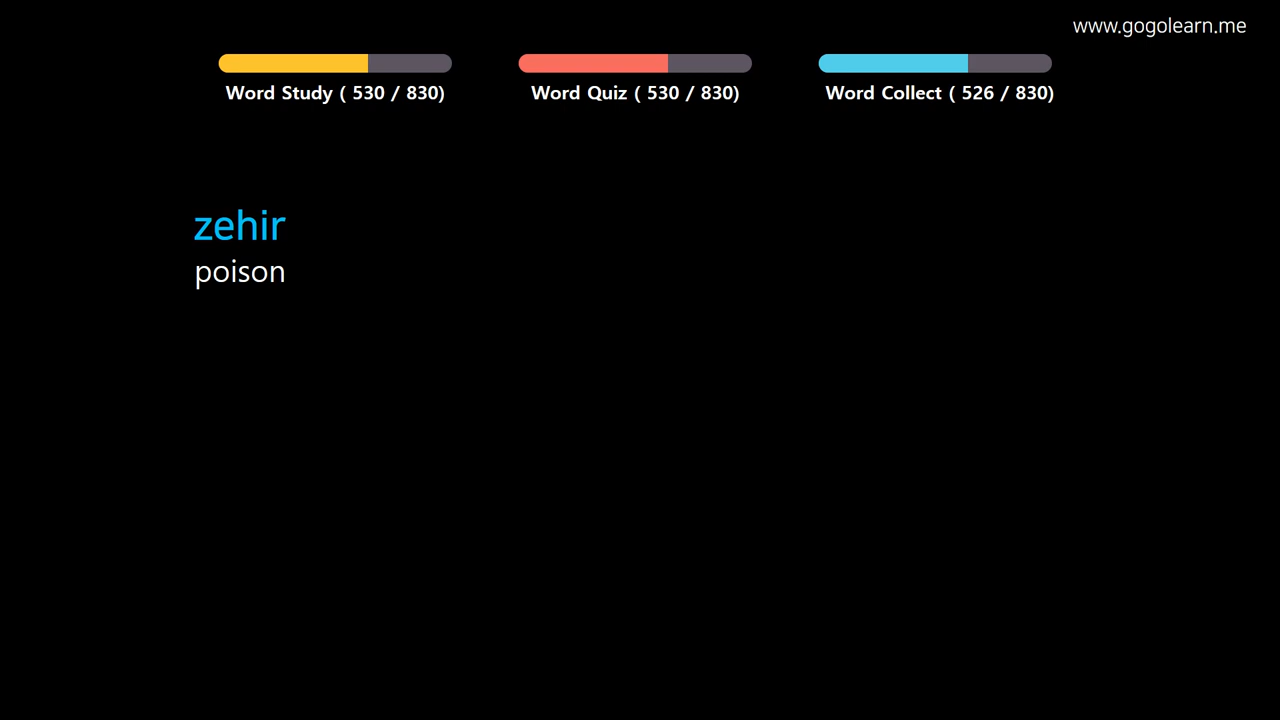 www.gogolearn.me
Word Study ( 530 / 830)
Word Quiz ( 530 / 830)
Word Collect ( 526 / 830)
zehir
poison